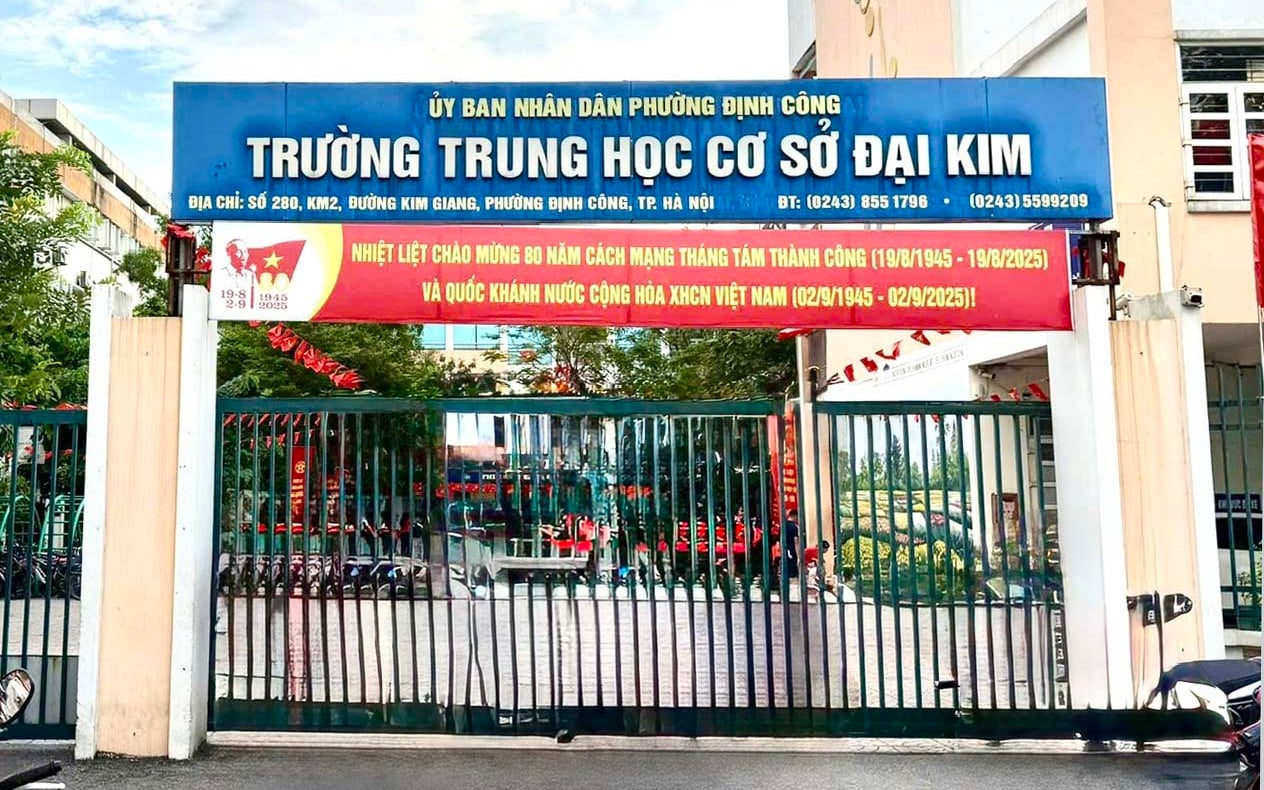 ỦY BAN NHÂN DÂN PHƯỜNG ĐỊNH CÔNG
TRƯỜNG TRUNG HỌC CƠ SỞ ĐẠI KIM
ĐỊA CHỈ: SỐ 280, KM2, ĐƯỜNG KIM GIANG, PHƯỜNG ĐỊNH CÔNG, TP. HÀ NỘI ĐT: (0243) 855 1796 • (0243) 5599209
NHIỆT LIỆT CHÀO MỪNG 80 NĂM CÁCH MẠNG THÁNG TÁM THÀNH CÔNG (19/8/1945 - 19/8/2025)
VÀ QUỐC KHÁNH NƯỚC CỘNG HÒA XHCN VIỆT NAM (02/9/1945 - 02/9/2025)!
80
19-8 1945
2-9 2025